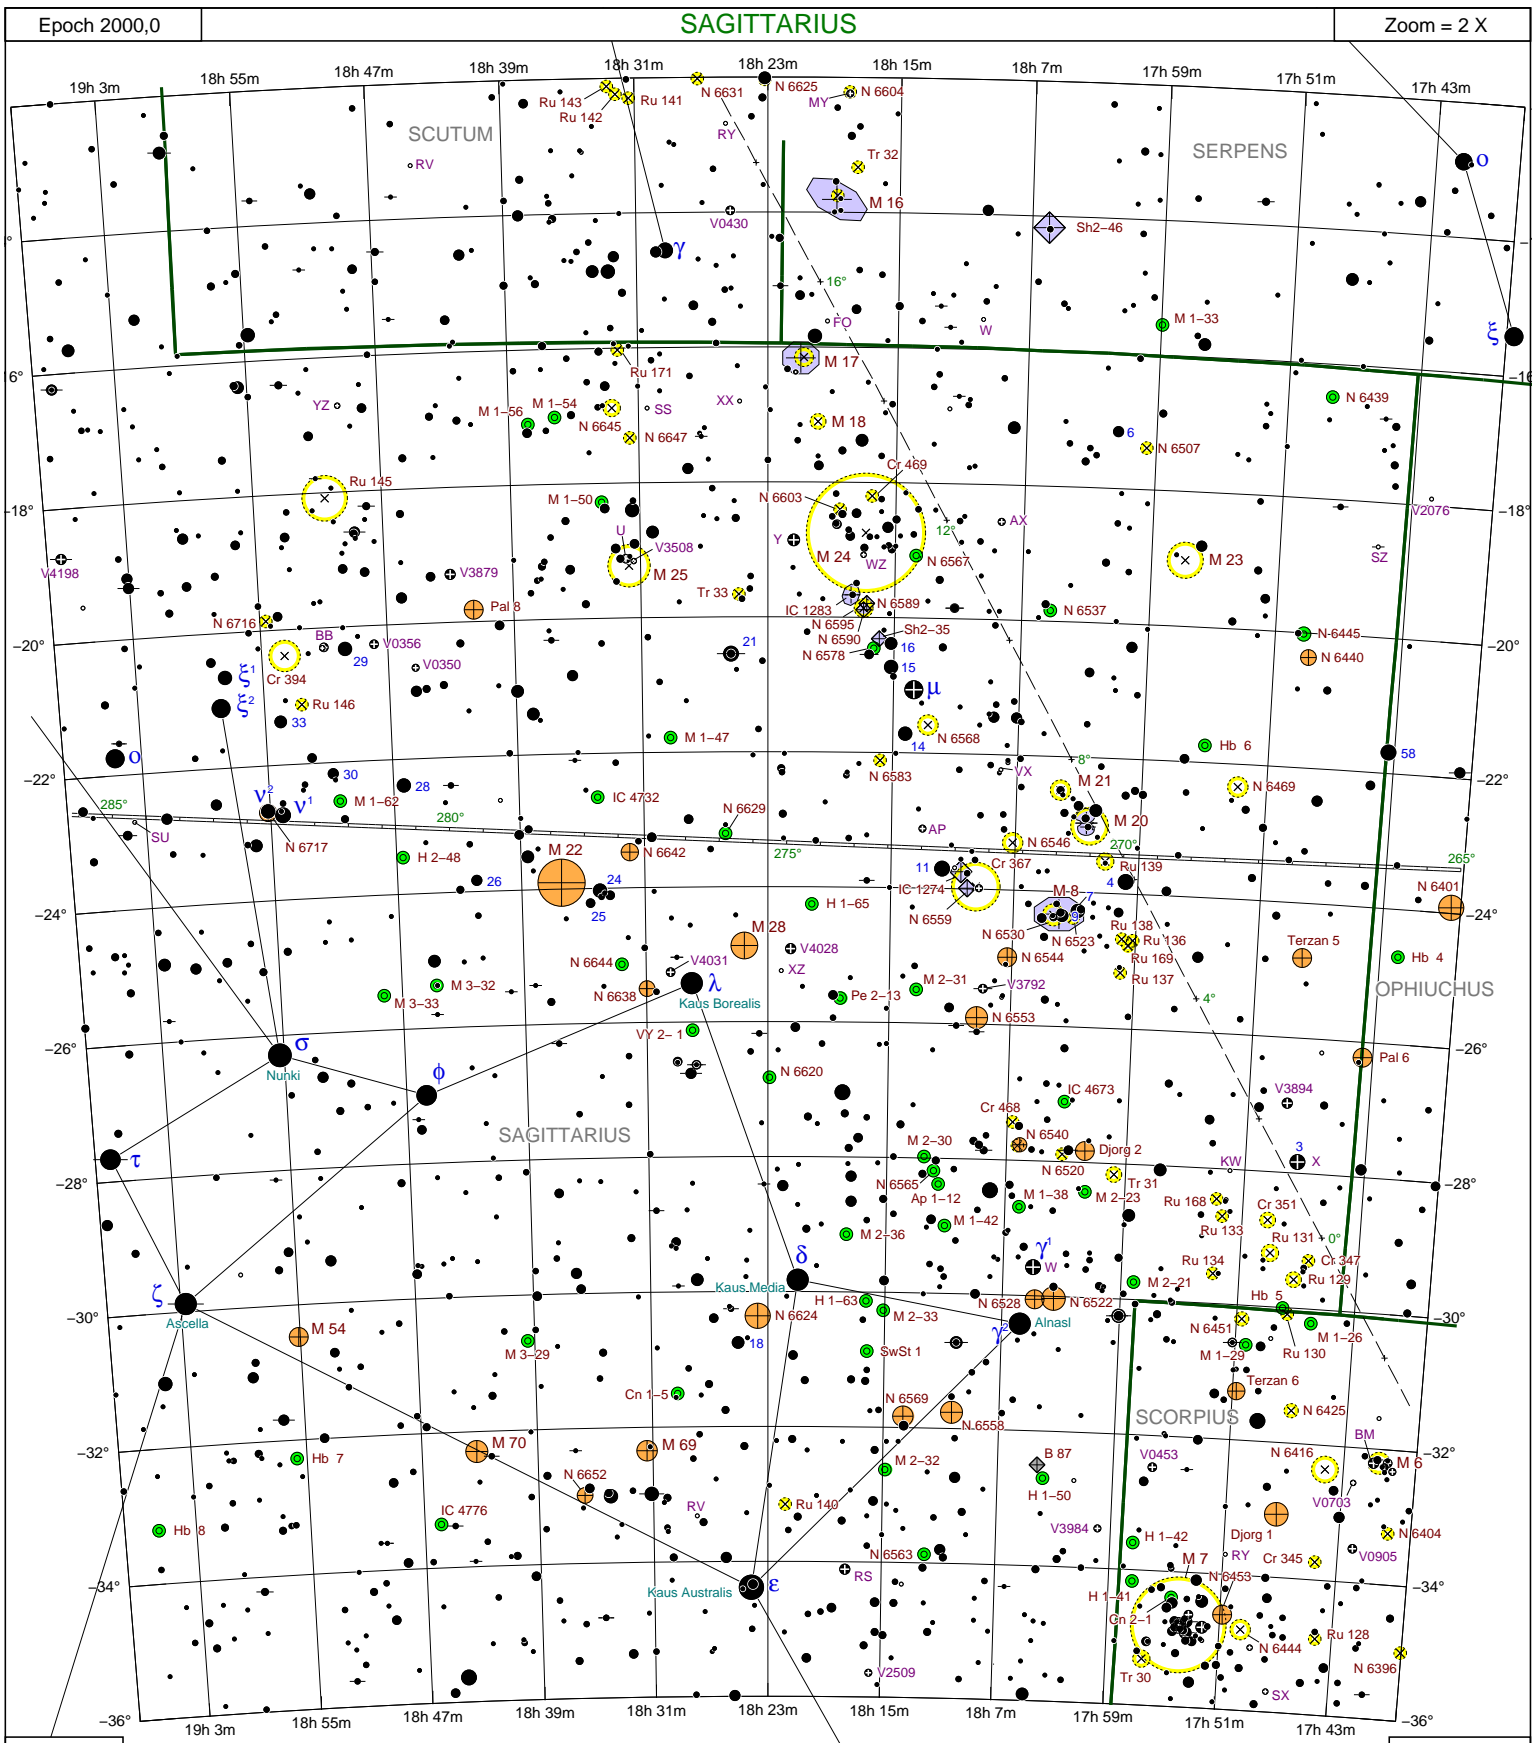 Epoch 2000,0
SAGITTARIUS
Zoom = 2 X
19h 3m
18h 55m
18h 47m
18h 39m
18h 31m
18h 23m
18h 15m
18h 7m
17h 59m
17h 51m
17h 43m
Ru 143
Ru 142
Ru 141
N 6631
N 6625
MY
N 6604
SCUTUM
RY
SERPENS
ο
RV
Tr 32
M 16
V0430
Sh2−46
γ
16°
FO
W
M 1−33
ξ
Ru 171
M 17
−16
YZ
M 1−56
M 1−54
SS
XX
N 6645
N 6647
M 18
6
N 6507
N 6439
Cr 469
Ru 145
M 1−50
N 6603
−18°
V2076
−18°
12°
AX
U
V3508
Y
M 24
WZ
N 6567
M 23
SZ
V4198
V3879
M 25
Pal 8
Tr 33
IC 1283
N 6589
N 6595
N 6590
N 6537
N 6716
BB
V0356
29
V0350
Cr 394
21
Sh2−35
N 6578
16
15
N 6445
N 6440
−20°
−20°
ξ1
ξ2
μ
Ru 146
33
M 1−47
14
N 6568
Hb 6
58
ο
N 6583
VX
8°
M 21
N 6469
−22°
−22°
30
28
M 1−62
IC 4732
ν2
ν1
285°
SU
280°
N 6629
AP
M 20
N 6717
H 2−48
M 22
N 6642
275°
N 6546
270°
265°
26
24
25
11
Cr 367
IC 1274
N 6559
Ru 139
4
M 8
7
9
N 6401
−24°
−24°
H 1−65
N 6530
N 6523
Ru 138
Ru 136
Ru 169
Ru 137
M 28
V4028
N 6644
V4031
XZ
N 6544
Terzan 5
Hb 4
M 3−33
M 3−32
N 6638
λ
Kaus Borealis
Pe 2−13
M 2−31
V3792
4°
OPHIUCHUS
VY 2− 1
N 6553
σ
Nunki
−26°
−26°
Pal 6
φ
N 6620
IC 4673
V3894
Cr 468
SAGITTARIUS
M 2−30
N 6540
Djorg 2
N 6520
3
X
τ
KW
N 6565
Ap 1−12
M 1−38
M 2−23
Tr 31
−28°
−28°
Ru 168
Ru 133
Cr 351
Ru 131
0°
M 2−36
M 1−42
γ1
W
Cr 347
Ru 134
Ru 129
δ
Kaus Media
M 2−21
ζ
Ascella
H 1−63
M 2−33
N 6528
N 6522
Hb 5
−30°
−30°
N 6624
γ2
Alnasl
N 6451
M 1−26
Ru 130
M 1−29
M 54
M 3−29
18
SwSt 1
Terzan 6
Cn 1−5
N 6569
N 6558
SCORPIUS
N 6425
BM
−32°
−32°
M 70
M 69
B 87
V0453
N 6416
M 6
Hb 7
N 6652
M 2−32
H 1−50
V0703
IC 4776
RV
Ru 140
V3984
Djorg 1
N 6404
Hb 8
H 1−42
V0905
N 6563
M 7
RY
Cr 345
−34°
−34°
Kaus Australis
ε
RS
H 1−41
N 6453
Cn 2−1
N 6444
Ru 128
V2509
Tr 30
N 6396
SX
−36°
−36°
19h 3m
18h 55m
18h 47m
18h 39m
18h 31m
18h 23m
18h 15m
18h 7m
17h 59m
17h 51m
17h 43m